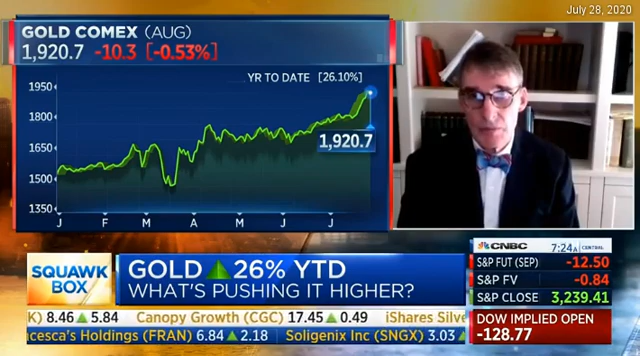 July 28, 2020
GOLD COMEX (AUG)
1,920.7 -10.3 [-0.53%]
YR TO DATE [26.10%]
1950
1800
1650
1500
1350
1,920.7
J F M A M J J
SQUAWK BOX
GOLD 26% YTD
WHAT'S PUSHING IT HIGHER?
CNBC 7:24A CENTRAL
S&P FUT (SEP) -12.50
S&P FV -0.84
S&P CLOSE 3,239.41
DOW IMPLIED OPEN
-128.77
K) 8.46 5.84 Canopy Growth (CGC) 17.45 0.49 iShares Silve
ncesca's Holdings (FRAN) 6.84 2.18 Soligenix Inc (SNGX) 3.03